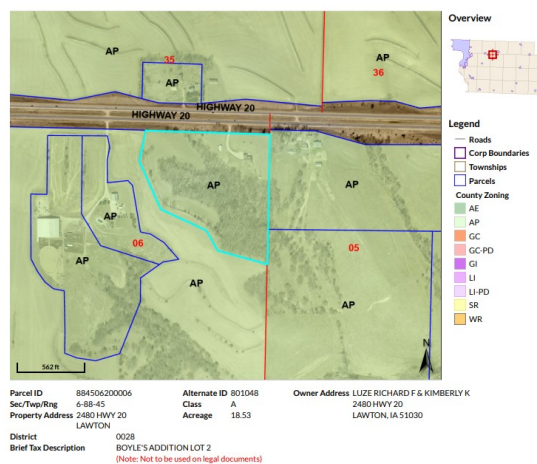 AP
35
AP
AP
36
HIGHWAY 20
HIGHWAY 20
AP
AP
AP
06
05
AP
AP
AP
562 ft
N
Overview
Legend
Roads
Corp Boundaries
Townships
Parcels
County Zoning
AE
AP
GC
GC-PD
GI
LI
LI-PD
SR
WR
Parcel ID 884506200006 Alternate ID 801048 Owner Address LUZE RICHARD F & KIMBERLY K
Sec/Twp/Rng 6-88-45 Class A 2480 HWY 20
Property Address 2480 HWY 20 Acreage 18.53 LAWTON, IA 51030
LAWTON
District 0028
Brief Tax Description BOYLE'S ADDITION LOT 2
(Note: Not to be used on legal documents)